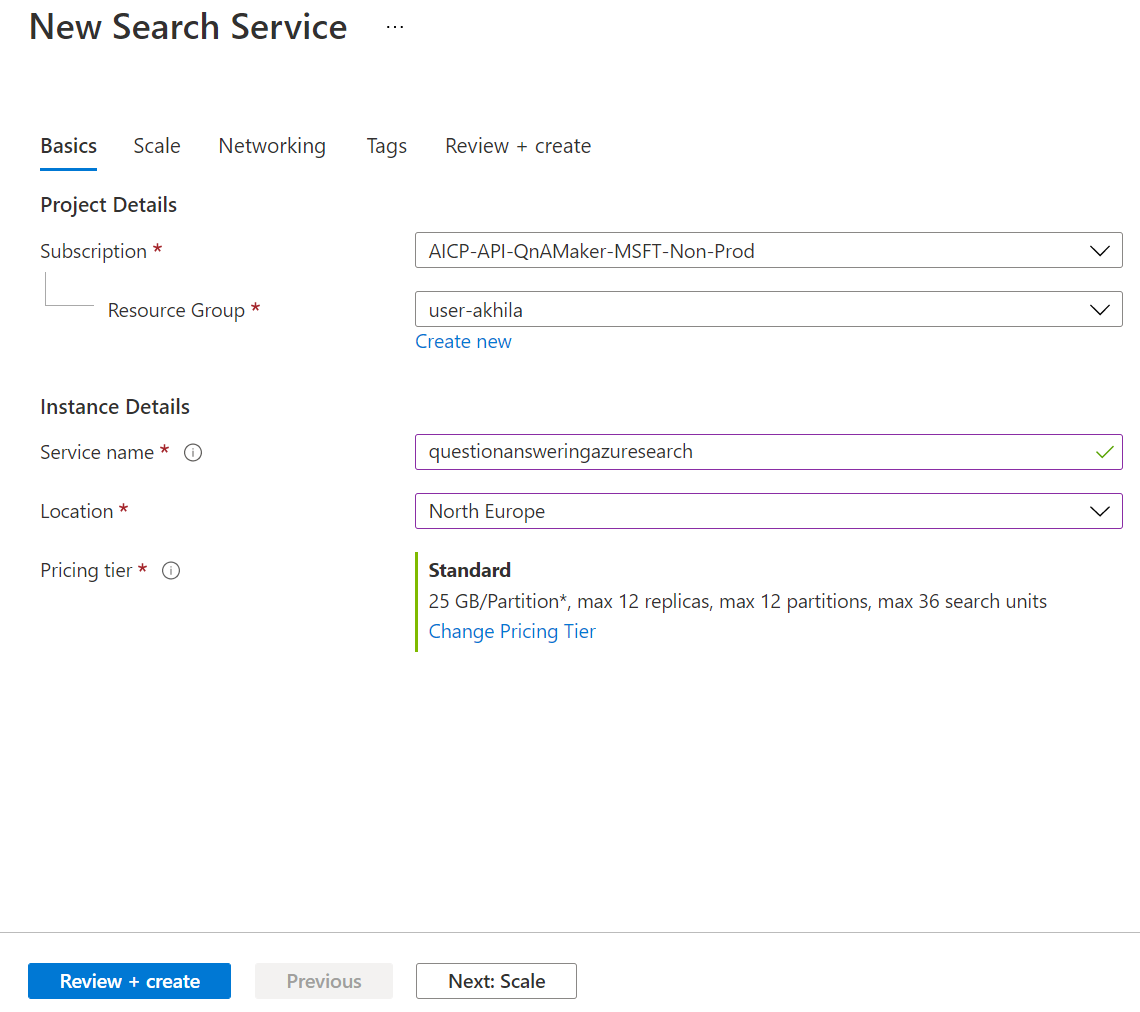 New Search Service ...
Basics Scale Networking Tags Review + create
Project Details
Subscription * AICP-API-QnAMaker-MSFT-Non-Prod
Resource Group * user-akhila
Create new
Instance Details
Service name * questionansweringazuresearch
Location * North Europe
Pricing tier * Standard
25 GB/Partition*, max 12 replicas, max 12 partitions, max 36 search units
Change Pricing Tier
Review + create Previous Next: Scale